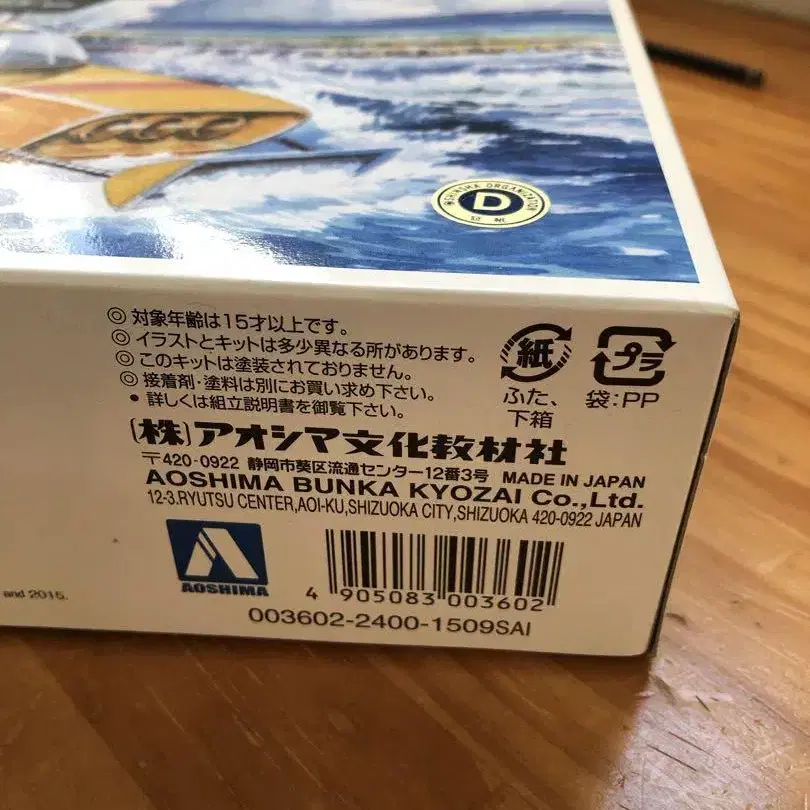 D
◎ 対象年齢は15才以上です。
◎ イラストとキットは多少異なる所があります。
◎ このキットは塗装されておりません。
◎ 接着剤・塗料は別にお買い求め下さい。
• 詳しくは組立説明書を御覧下さい。
紙
ふた、
下箱
プラ
袋:PP
(株)アオシマ文化教材社
〒420-0922 静岡市葵区流通センター12番3号 MADE IN JAPAN
AOSHIMA BUNKA KYOZAI Co.,Ltd.
12-3.RYUTSU CENTER,AOI-KU,SHIZUOKA CITY,SHIZUOKA 420-0922 JAPAN
AOSHIMA
4 905083 003602
003602-2400-1509SAI
and 2015.